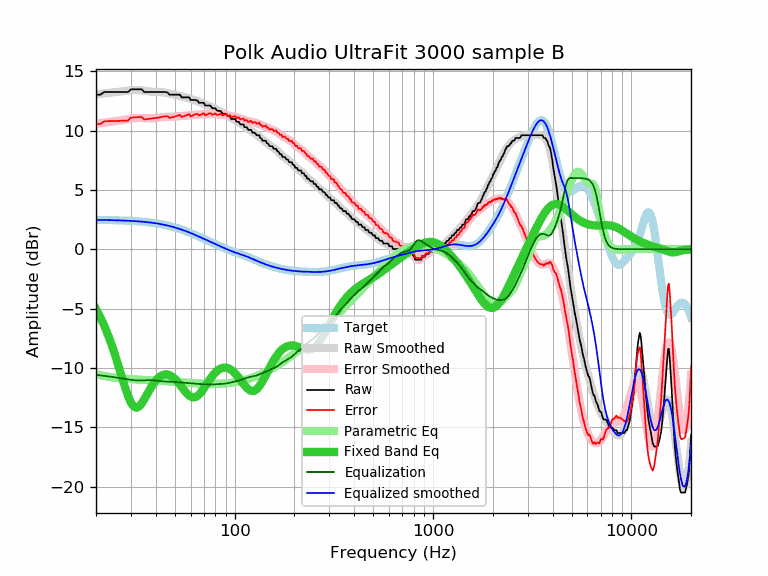 Polk Audio UltraFit 3000 sample B
15
10
5
0
−5
−10
−15
−20
Amplitude (dBr)
Target
Raw Smoothed
Error Smoothed
Raw
Error
Parametric Eq
Fixed Band Eq
Equalization
Equalized smoothed
100
1000
10000
Frequency (Hz)